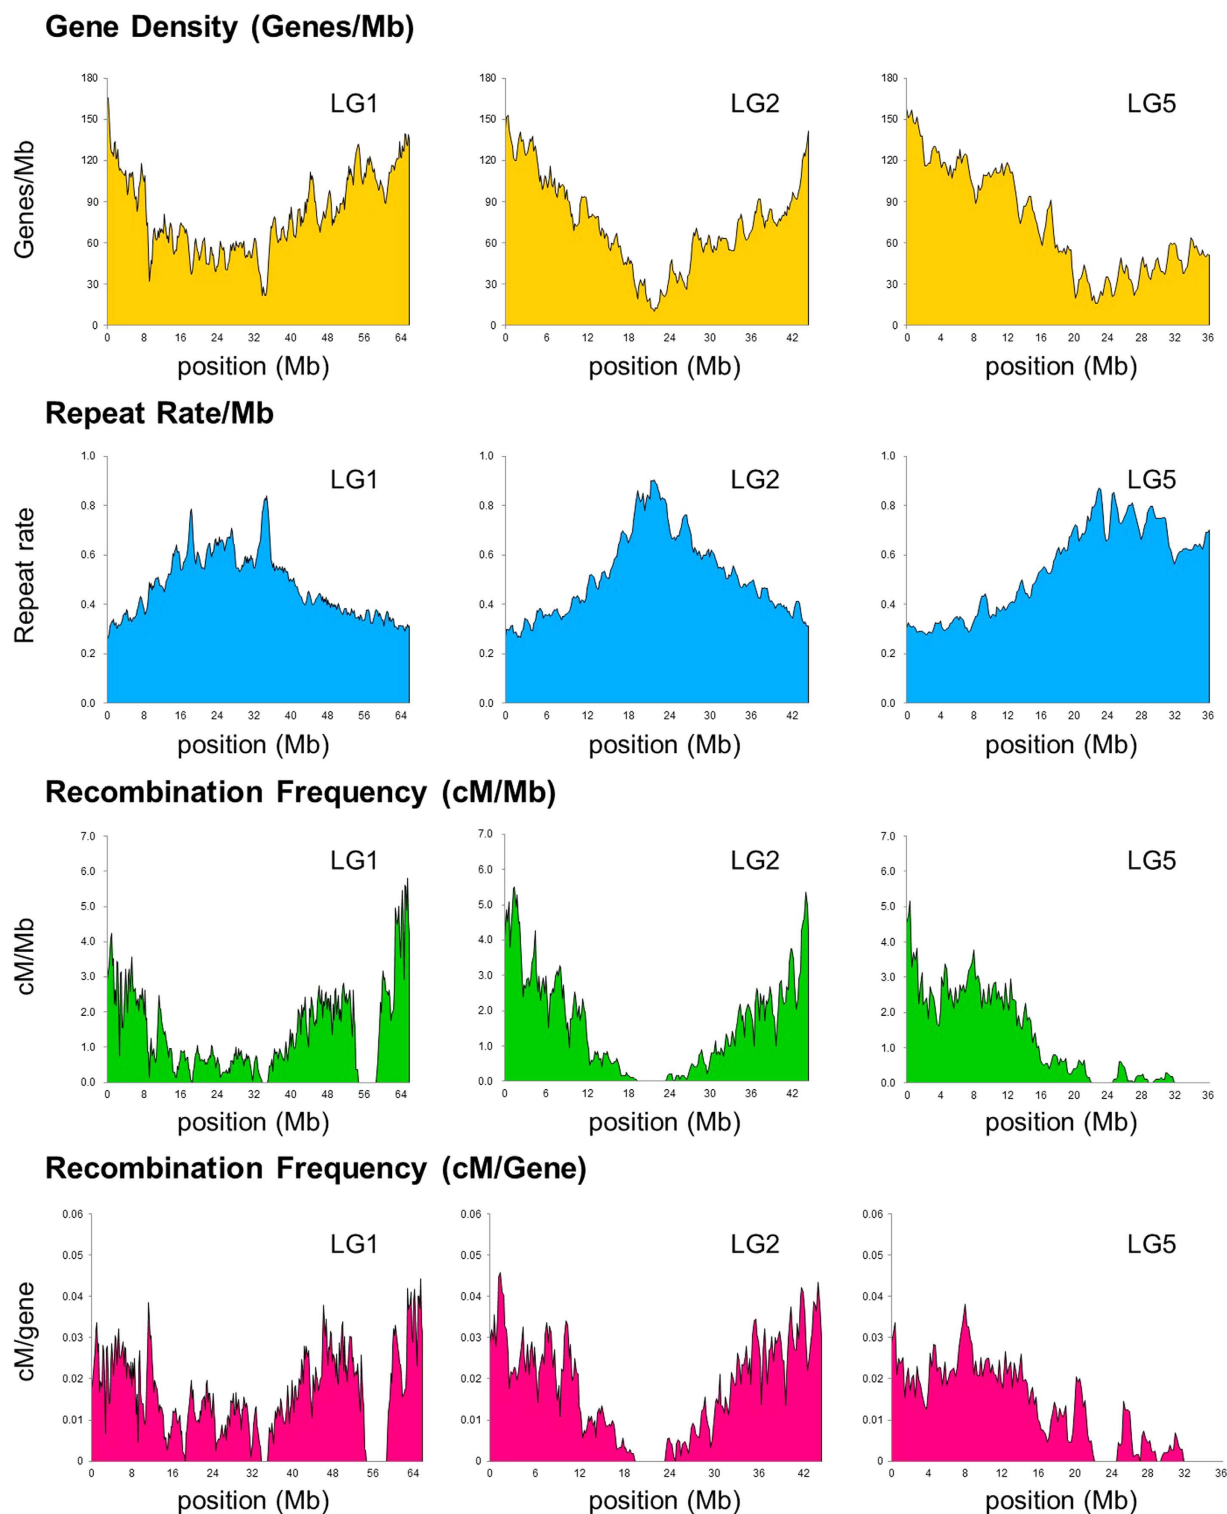 Gene Density (Genes/Mb)
LG1 LG2 LG5
Genes/Mb
180 150 120 90 60 30 0
0 8 16 24 32 40 48 56 64
position (Mb)
180 150 120 90 60 30 0
0 6 12 18 24 30 36 42
position (Mb)
180 150 120 90 60 30 0
0 4 8 12 16 20 24 28 32 36
position (Mb)
Repeat Rate/Mb
LG1 LG2 LG5
Repeat rate
1.0 0.8 0.6 0.4 0.2 0.0
0 8 16 24 32 40 48 56 64
position (Mb)
1.0 0.8 0.6 0.4 0.2 0.0
0 6 12 18 24 30 36 42
position (Mb)
1.0 0.8 0.6 0.4 0.2 0.0
0 4 8 12 16 20 24 28 32 36
position (Mb)
Recombination Frequency (cM/Mb)
LG1 LG2 LG5
cM/Mb
7.0 6.0 5.0 4.0 3.0 2.0 1.0 0.0
0 8 16 24 32 40 48 56 64
position (Mb)
7.0 6.0 5.0 4.0 3.0 2.0 1.0 0.0
0 6 12 18 24 30 36 42
position (Mb)
7.0 6.0 5.0 4.0 3.0 2.0 1.0 0.0
0 4 8 12 16 20 24 28 32 36
position (Mb)
Recombination Frequency (cM/Gene)
LG1 LG2 LG5
cM/gene
0.06 0.05 0.04 0.03 0.02 0.01 0
0 8 16 24 32 40 48 56 64
position (Mb)
0.06 0.05 0.04 0.03 0.02 0.01 0
0 6 12 18 24 30 36 42
position (Mb)
0.06 0.05 0.04 0.03 0.02 0.01 0
0 4 8 12 16 20 24 28 32 36
position (Mb)